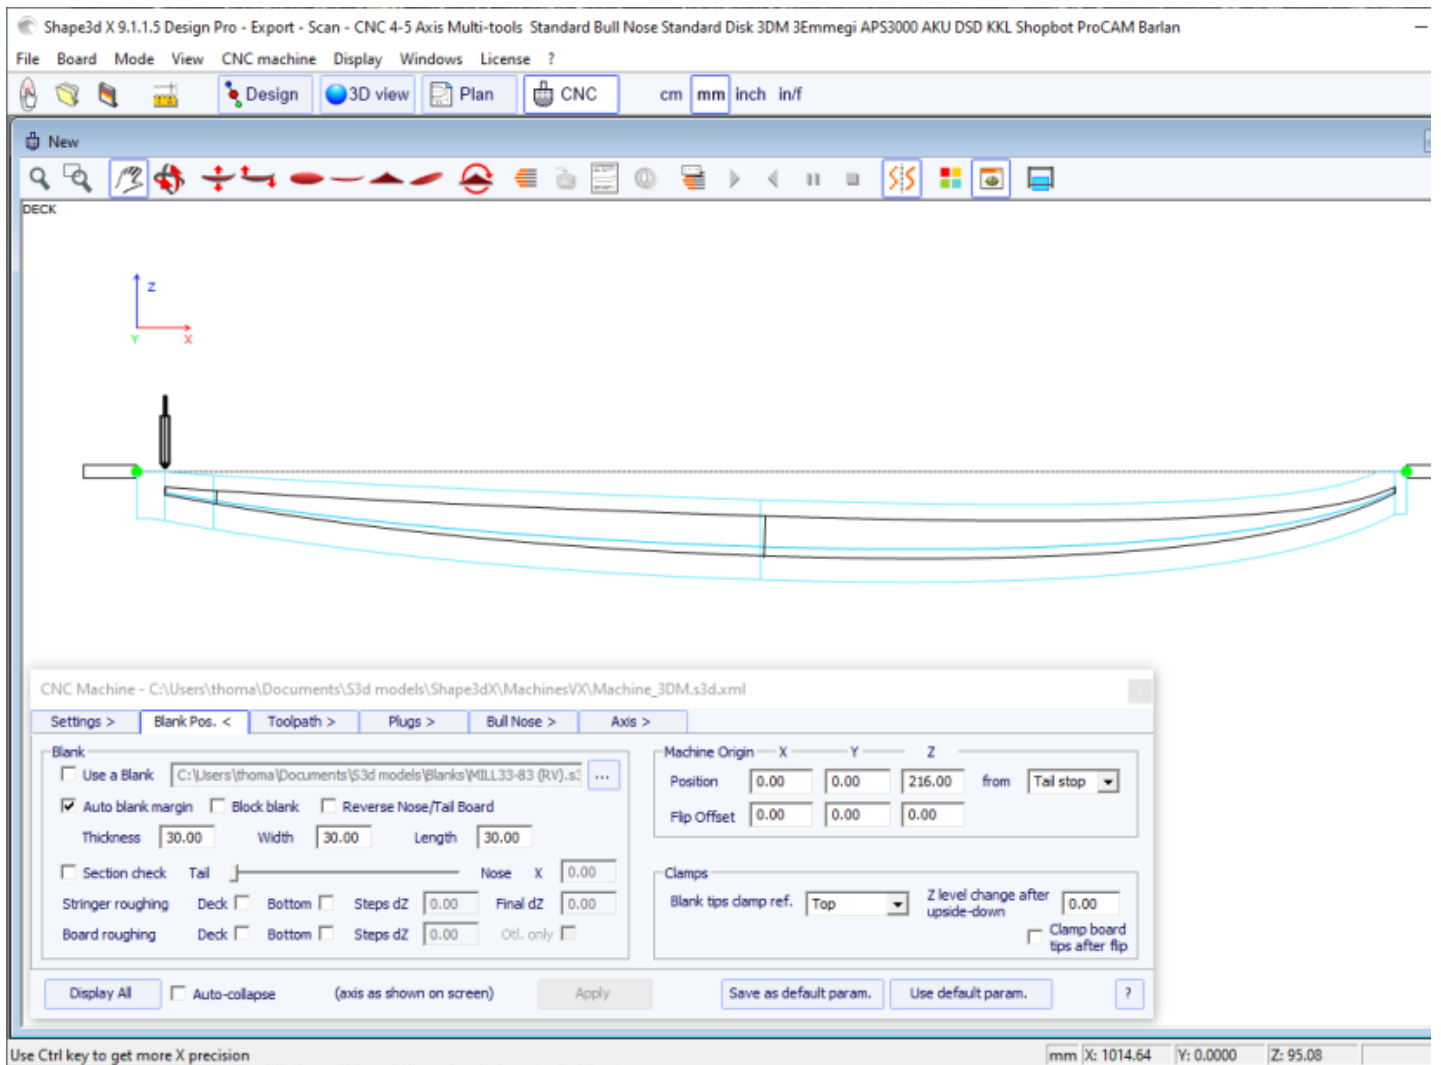 Shape3d X 9.1.1.5 Design Pro - Export - Scan - CNC 4-5 Axis Multi-tools Standard Bull Nose Standard Disk 3DM 3Emmegi APS3000 AKU DSD KKL Shopbot ProCAM Barlan
File Board Mode View CNC machine Display Windows License ?
Design 3D view Plan CNC cm mm inch in/f
New
DECK
Z
Y X
CNC Machine - C:\Users\thoma\Documents\S3d models\Shape3dX\MachinesVX\Machine_3DM.s3d.xml
Settings > Blank Pos. < Toolpath > Plugs > Bull Nose > Axis >
Blank
Use a Blank C:\Users\thoma\Documents\S3d models\Blanks\MILL33-83 (RV).s3 ...
Auto blank margin Block blank Reverse Nose/Tail Board
Thickness 30.00 Width 30.00 Length 30.00
Section check Tail Nose X 0.00
Stringer roughing Deck Bottom Steps dZ 0.00 Final dZ 0.00
Board roughing Deck Bottom Steps dZ 0.00 Otl. only
Machine Origin X Y Z
Position 0.00 0.00 216.00 from Tail stop
Flip Offset 0.00 0.00 0.00
Clamps
Blank tips clamp ref. Top Z level change after upside-down 0.00
Clamp board
tips after flip
Display All Auto-collapse (axis as shown on screen) Apply Save as default param. Use default param. ?
Use Ctrl key to get more X precision mm X: 1014.64 Y: 0.0000 Z: 95.08